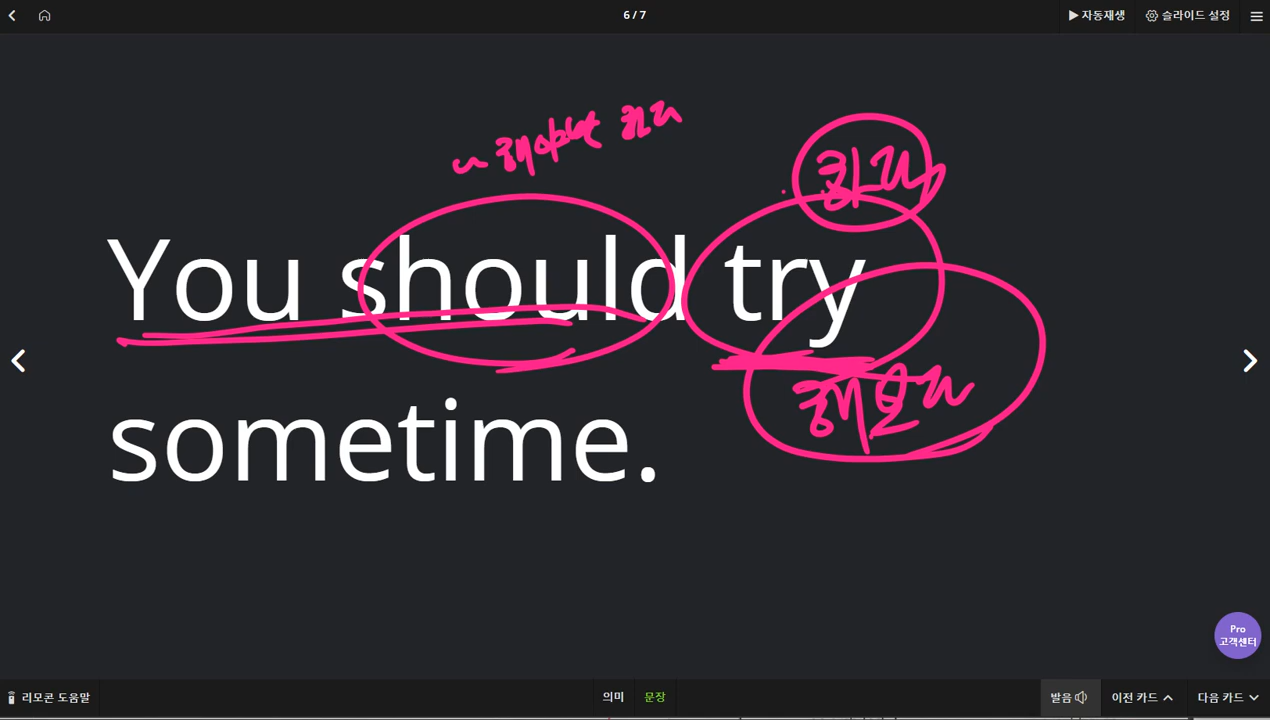 6 / 7
▶ 자동재생
슬라이드 설정
~해야만 한다
하다
You should try
해보다
sometime.
Pro
고객센터
리모콘 도움말
의미
문장
발음
이전 카드
다음 카드